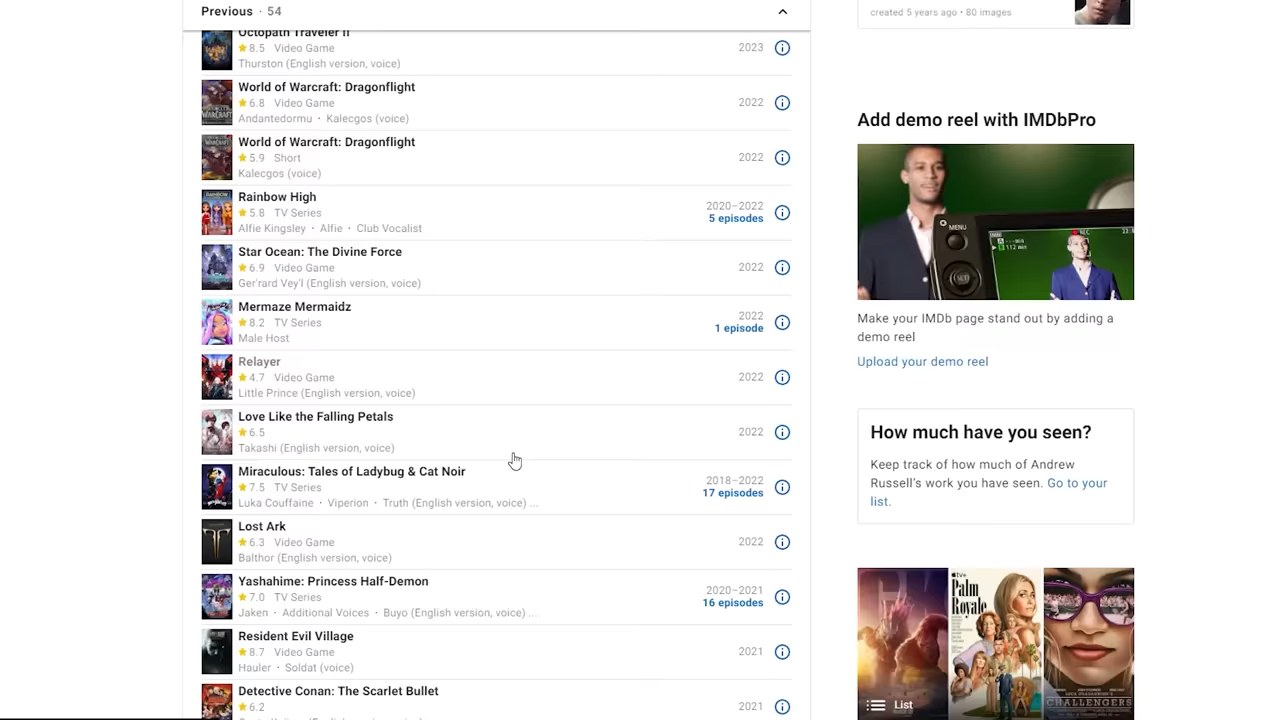 Previous · 54
created 5 years ago • 80 images
Octopath Traveler II
8.5 Video Game
2023
Thurston (English version, voice)
World of Warcraft: Dragonflight
6.8 Video Game
2022
Andantedormu · Kalecgos (voice)
World of Warcraft: Dragonflight
5.9 Short
2022
Kalecgos (voice)
Rainbow High
5.8 TV Series
2020–2022
5 episodes
Alfie Kingsley · Alfie · Club Vocalist
Star Ocean: The Divine Force
6.9 Video Game
2022
Ger'rard Vey'l (English version, voice)
Mermaze Mermaidz
8.2 TV Series
2022
1 episode
Male Host
Relayer
4.7 Video Game
2022
Little Prince (English version, voice)
Love Like the Falling Petals
6.5
2022
Takashi (English version, voice)
Miraculous: Tales of Ladybug & Cat Noir
7.5 TV Series
2018–2022
17 episodes
Luka Couffaine · Viperion · Truth (English version, voice) ...
Lost Ark
6.3 Video Game
2022
Balthor (English version, voice)
Yashahime: Princess Half-Demon
7.0 TV Series
2020–2021
16 episodes
Jaken · Additional Voices · Buyo (English version, voice) ...
Resident Evil Village
8.7 Video Game
2021
Hauler · Soldat (voice)
Detective Conan: The Scarlet Bullet
6.2
2021
Add demo reel with IMDbPro
MENU
REC
112 min
Make your IMDb page stand out by adding a
demo reel
Upload your demo reel
How much have you seen?
Keep track of how much of Andrew
Russell's work you have seen. Go to your
list.
tv+
Palm
Royale
CHALLENGERS
List